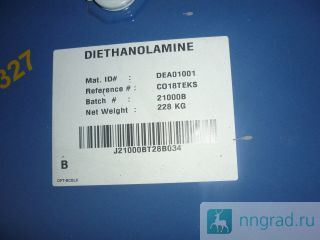 327
DIETHANOLAMINE
Mat. ID# : DEA01001
Reference # : CO18TEKS
Batch # : 21000B
Net Weight : 228 KG
J21000BT28B034
B
nngrad.ru